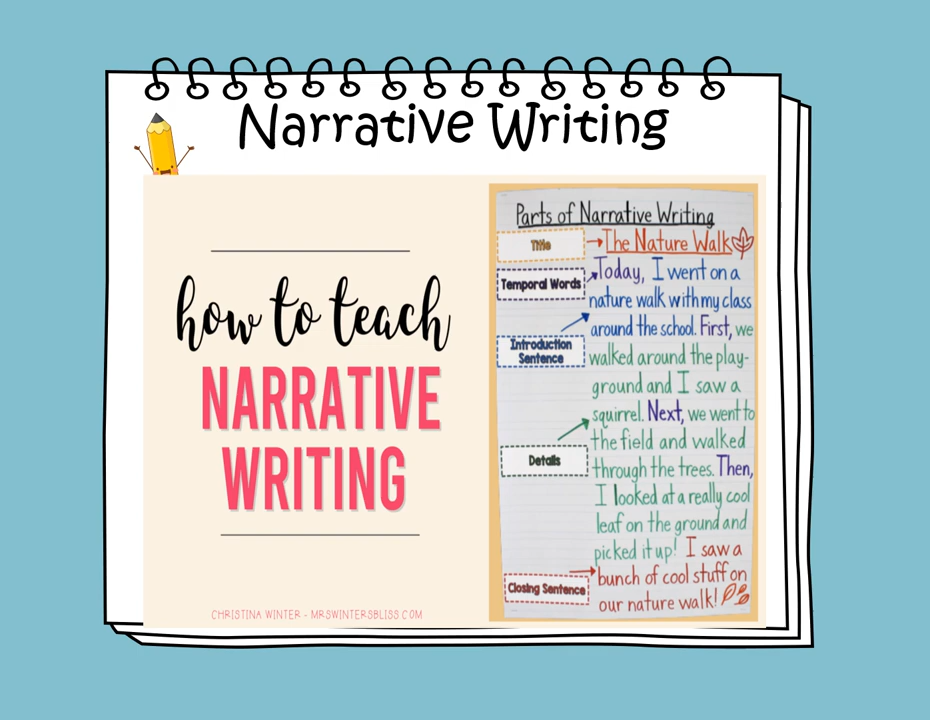 Narrative Writing
how to teach
NARRATIVE
WRITING
CHRISTINA WINTER - MRSWINTERSBLISS.COM
Parts of Narrative Writing
Title
The Nature Walk
Temporal Words
Today, I went on a
nature walk with my class
around the school. First, we
Introduction
Sentence
walked around the play-
ground and I saw a
squirrel. Next, we went to
the field and walked
Details
through the trees. Then,
I looked at a really cool
leaf on the ground and
picked it up! I saw a
Closing Sentence
bunch of cool stuff on
our nature walk!